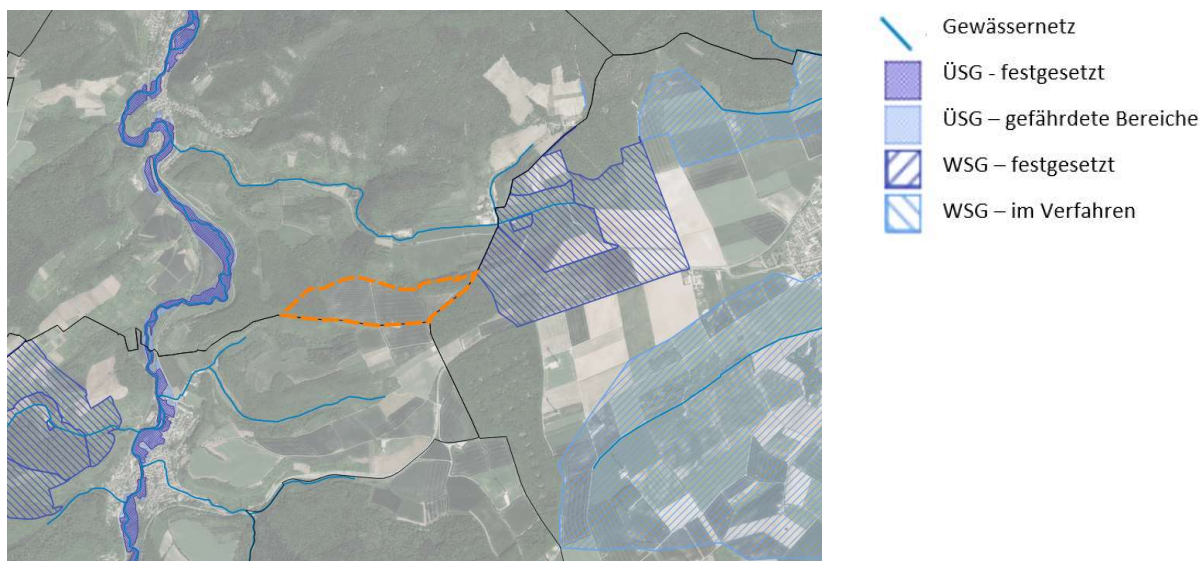 Gewässernetz
ÜSG - festgesetzt
ÜSG – gefährdete Bereiche
WSG – festgesetzt
WSG – im Verfahren